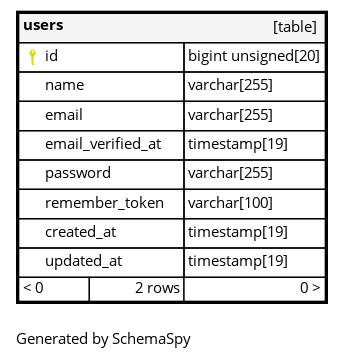 users [table]
id bigint unsigned[20]
name varchar[255]
email varchar[255]
email_verified_at timestamp[19]
password varchar[255]
remember_token varchar[100]
created_at timestamp[19]
updated_at timestamp[19]
< 0 2 rows 0 >
Generated by SchemaSpy